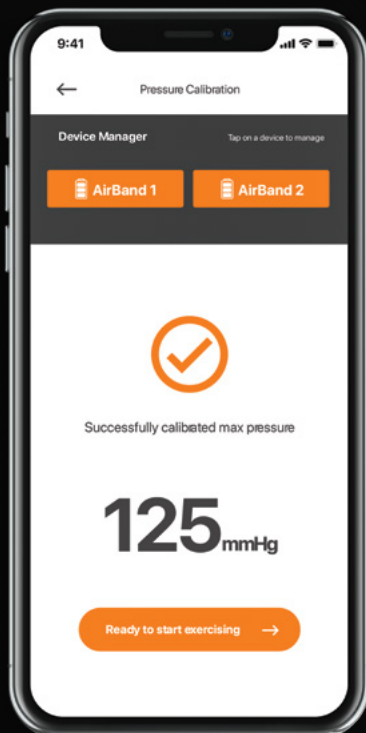 9:41
Pressure Calibration
Device Manager
Tap on a device to manage
AirBand 1
AirBand 2
Successfully calibrated max pressure
125mmHg
Ready to start exercising